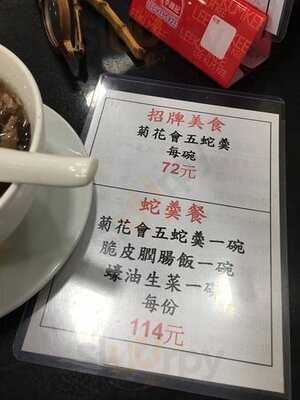 招牌美食
菊花會五蛇羹
每碗
72元
蛇羹餐
菊花會五蛇羹一碗
脆皮膶腸飯一碗
蠔油生菜一碗
每份
114元